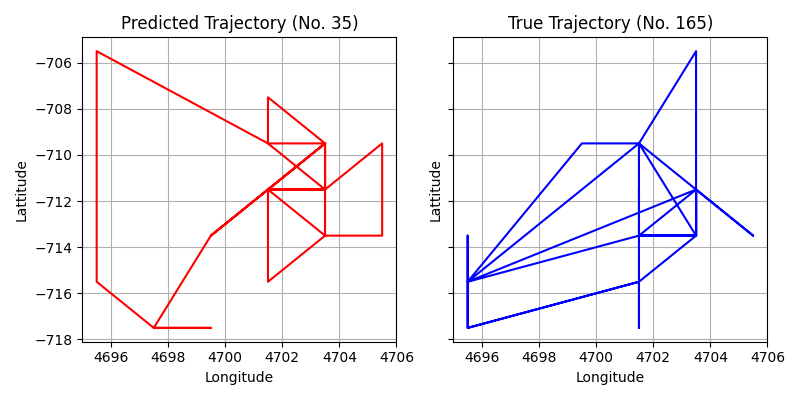 Predicted Trajectory (No. 35)
True Trajectory (No. 165)
Lattitude
−706
−708
−710
−712
−714
−716
−718
4696 4698 4700 4702 4704 4706
Longitude
Lattitude
4696 4698 4700 4702 4704 4706
Longitude